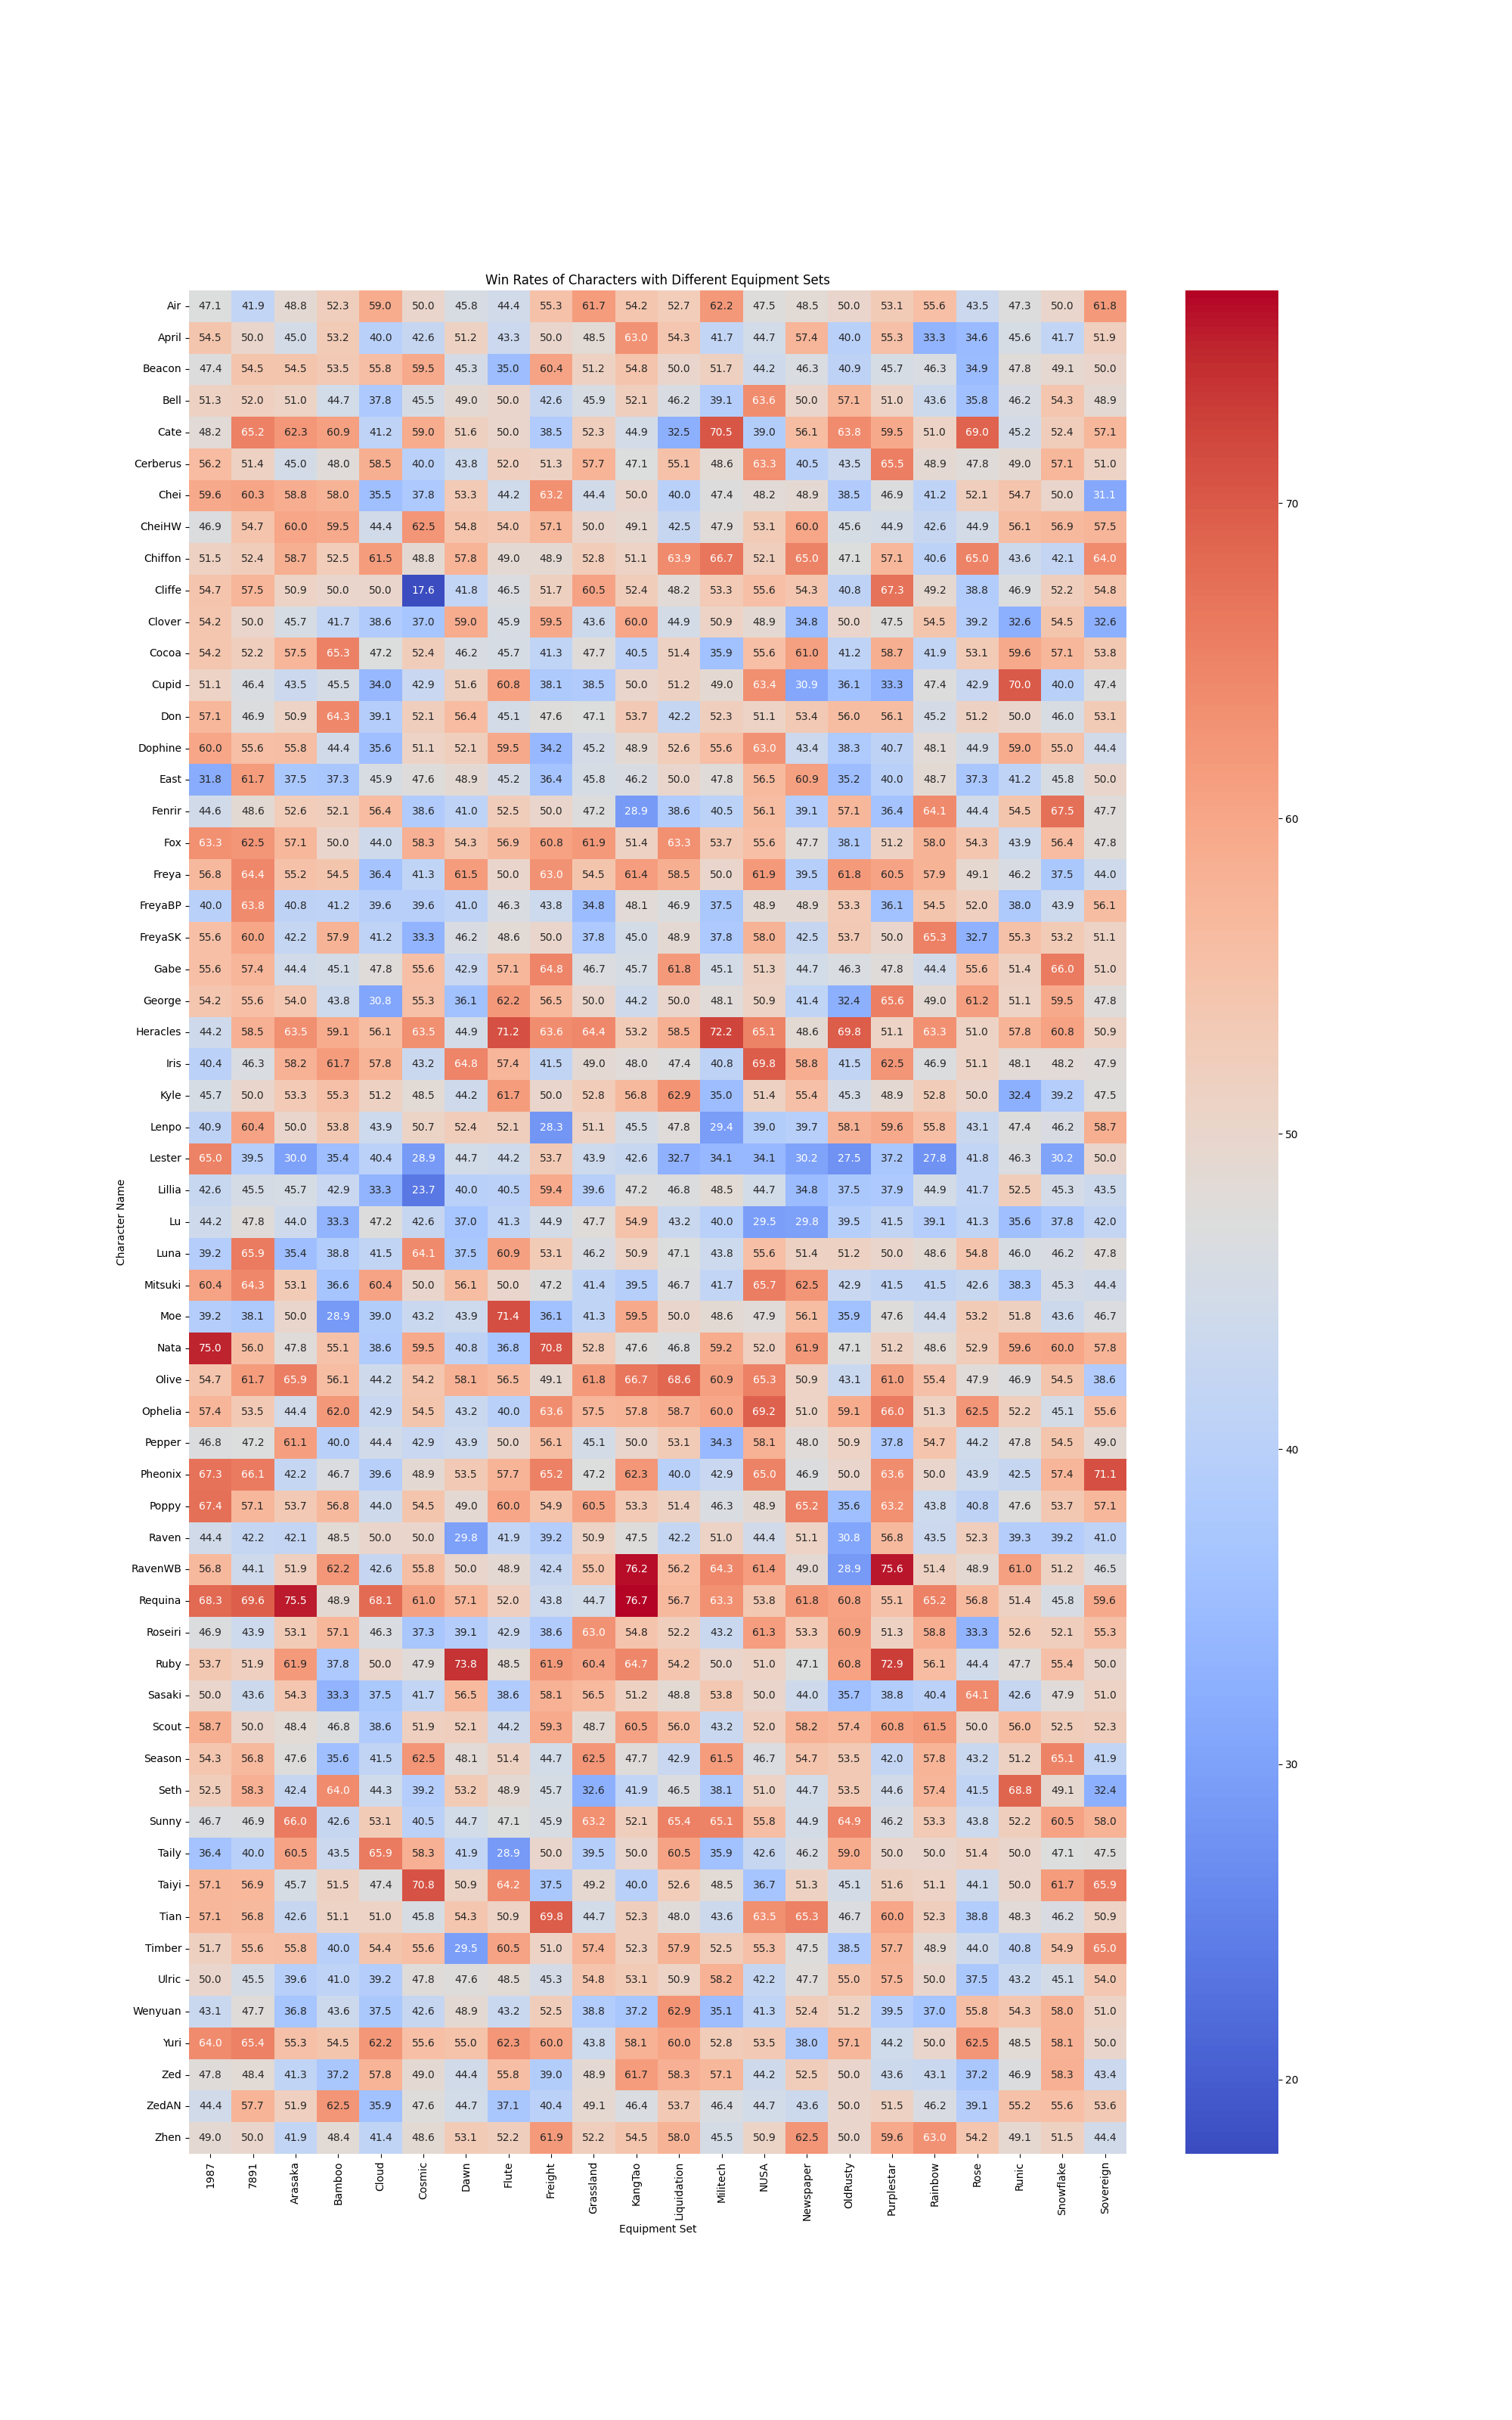 Win Rates of Characters with Different Equipment Sets
Air 47.1 41.9 48.8 52.3 59.0 50.0 45.8 44.4 55.3 61.7 54.2 52.7 62.2 47.5 48.5 50.0 53.1 55.6 43.5 47.3 50.0 61.8
April 54.5 50.0 45.0 53.2 40.0 42.6 51.2 43.3 50.0 48.5 63.0 54.3 41.7 44.7 57.4 40.0 55.3 33.3 34.6 45.6 41.7 51.9
Beacon 47.4 54.5 54.5 53.5 55.8 59.5 45.3 35.0 60.4 51.2 54.8 50.0 51.7 44.2 46.3 40.9 45.7 46.3 34.9 47.8 49.1 50.0
Bell 51.3 52.0 51.0 44.7 37.8 45.5 49.0 50.0 42.6 45.9 52.1 46.2 39.1 63.6 50.0 57.1 51.0 43.6 35.8 46.2 54.3 48.9
Cate 48.2 65.2 62.3 60.9 41.2 59.0 51.6 50.0 38.5 52.3 44.9 32.5 70.5 39.0 56.1 63.8 59.5 51.0 69.0 45.2 52.4 57.1
Cerberus 56.2 51.4 45.0 48.0 58.5 40.0 43.8 52.0 51.3 57.7 47.1 55.1 48.6 63.3 40.5 43.5 65.5 48.9 47.8 49.0 57.1 51.0
Chei 59.6 60.3 58.8 58.0 35.5 37.8 53.3 44.2 63.2 44.4 50.0 40.0 47.4 48.2 48.9 38.5 46.9 41.2 52.1 54.7 50.0 31.1
CheiHW 46.9 54.7 60.0 59.5 44.4 62.5 54.8 54.0 57.1 50.0 49.1 42.5 47.9 53.1 60.0 45.6 44.9 42.6 44.9 56.1 56.9 57.5
Chiffon 51.5 52.4 58.7 52.5 61.5 48.8 57.8 49.0 48.9 52.8 51.1 63.9 66.7 52.1 65.0 47.1 57.1 40.6 65.0 43.6 42.1 64.0
Cliffe 54.7 57.5 50.9 50.0 50.0 17.6 41.8 46.5 51.7 60.5 52.4 48.2 53.3 55.6 54.3 40.8 67.3 49.2 38.8 46.9 52.2 54.8
Clover 54.2 50.0 45.7 41.7 38.6 37.0 59.0 45.9 59.5 43.6 60.0 44.9 50.9 48.9 34.8 50.0 47.5 54.5 39.2 32.6 54.5 32.6
Cocoa 54.2 52.2 57.5 65.3 47.2 52.4 46.2 45.7 41.3 47.7 40.5 51.4 35.9 55.6 61.0 41.2 58.7 41.9 53.1 59.6 57.1 53.8
Cupid 51.1 46.4 43.5 45.5 34.0 42.9 51.6 60.8 38.1 38.5 50.0 51.2 49.0 63.4 30.9 36.1 33.3 47.4 42.9 70.0 40.0 47.4
Don 57.1 46.9 50.9 64.3 39.1 52.1 56.4 45.1 47.6 47.1 53.7 42.2 52.3 51.1 53.4 56.0 56.1 45.2 51.2 50.0 46.0 53.1
Dophine 60.0 55.6 55.8 44.4 35.6 51.1 52.1 59.5 34.2 45.2 48.9 52.6 55.6 63.0 43.4 38.3 40.7 48.1 44.9 59.0 55.0 44.4
East 31.8 61.7 37.5 37.3 45.9 47.6 48.9 45.2 36.4 45.8 46.2 50.0 47.8 56.5 60.9 35.2 40.0 48.7 37.3 41.2 45.8 50.0
Fenrir 44.6 48.6 52.6 52.1 56.4 38.6 41.0 52.5 50.0 47.2 28.9 38.6 40.5 56.1 39.1 57.1 36.4 64.1 44.4 54.5 67.5 47.7
Fox 63.3 62.5 57.1 50.0 44.0 58.3 54.3 56.9 60.8 61.9 51.4 63.3 53.7 55.6 47.7 38.1 51.2 58.0 54.3 43.9 56.4 47.8
Freya 56.8 64.4 55.2 54.5 36.4 41.3 61.5 50.0 63.0 54.5 61.4 58.5 50.0 61.9 39.5 61.8 60.5 57.9 49.1 46.2 37.5 44.0
FreyaBP 40.0 63.8 40.8 41.2 39.6 39.6 41.0 46.3 43.8 34.8 48.1 46.9 37.5 48.9 48.9 53.3 36.1 54.5 52.0 38.0 43.9 56.1
FreyaSK 55.6 60.0 42.2 57.9 41.2 33.3 46.2 48.6 50.0 37.8 45.0 48.9 37.8 58.0 42.5 53.7 50.0 65.3 32.7 55.3 53.2 51.1
Gabe 55.6 57.4 44.4 45.1 47.8 55.6 42.9 57.1 64.8 46.7 45.7 61.8 45.1 51.3 44.7 46.3 47.8 44.4 55.6 51.4 66.0 51.0
George 54.2 55.6 54.0 43.8 30.8 55.3 36.1 62.2 56.5 50.0 44.2 50.0 48.1 50.9 41.4 32.4 65.6 49.0 61.2 51.1 59.5 47.8
Heracles 44.2 58.5 63.5 59.1 56.1 63.5 44.9 71.2 63.6 64.4 53.2 58.5 72.2 65.1 48.6 69.8 51.1 63.3 51.0 57.8 60.8 50.9
Iris 40.4 46.3 58.2 61.7 57.8 43.2 64.8 57.4 41.5 49.0 48.0 47.4 40.8 69.8 58.8 41.5 62.5 46.9 51.1 48.1 48.2 47.9
Kyle 45.7 50.0 53.3 55.3 51.2 48.5 44.2 61.7 50.0 52.8 56.8 62.9 35.0 51.4 55.4 45.3 48.9 52.8 50.0 32.4 39.2 47.5
Lenpo 40.9 60.4 50.0 53.8 43.9 50.7 52.4 52.1 28.3 51.1 45.5 47.8 29.4 39.0 39.7 58.1 59.6 55.8 43.1 47.4 46.2 58.7
Lester 65.0 39.5 30.0 35.4 40.4 28.9 44.7 44.2 53.7 43.9 42.6 32.7 34.1 34.1 30.2 27.5 37.2 27.8 41.8 46.3 30.2 50.0
Lillia 42.6 45.5 45.7 42.9 33.3 23.7 40.0 40.5 59.4 39.6 47.2 46.8 48.5 44.7 34.8 37.5 37.9 44.9 41.7 52.5 45.3 43.5
Lu 44.2 47.8 44.0 33.3 47.2 42.6 37.0 41.3 44.9 47.7 54.9 43.2 40.0 29.5 29.8 39.5 41.5 39.1 41.3 35.6 37.8 42.0
Luna 39.2 65.9 35.4 38.8 41.5 64.1 37.5 60.9 53.1 46.2 50.9 47.1 43.8 55.6 51.4 51.2 50.0 48.6 54.8 46.0 46.2 47.8
Mitsuki 60.4 64.3 53.1 36.6 60.4 50.0 56.1 50.0 47.2 41.4 39.5 46.7 41.7 65.7 62.5 42.9 41.5 41.5 42.6 38.3 45.3 44.4
Moe 39.2 38.1 50.0 28.9 39.0 43.2 43.9 71.4 36.1 41.3 59.5 50.0 48.6 47.9 56.1 35.9 47.6 44.4 53.2 51.8 43.6 46.7
Nata 75.0 56.0 47.8 55.1 38.6 59.5 40.8 36.8 70.8 52.8 47.6 46.8 59.2 52.0 61.9 47.1 51.2 48.6 52.9 59.6 60.0 57.8
Olive 54.7 61.7 65.9 56.1 44.2 54.2 58.1 56.5 49.1 61.8 66.7 68.6 60.9 65.3 50.9 43.1 61.0 55.4 47.9 46.9 54.5 38.6
Ophelia 57.4 53.5 44.4 62.0 42.9 54.5 43.2 40.0 63.6 57.5 57.8 58.7 60.0 69.2 51.0 59.1 66.0 51.3 62.5 52.2 45.1 55.6
Pepper 46.8 47.2 61.1 40.0 44.4 42.9 43.9 50.0 56.1 45.1 50.0 53.1 34.3 58.1 48.0 50.9 37.8 54.7 44.2 47.8 54.5 49.0
Pheonix 67.3 66.1 42.2 46.7 39.6 48.9 53.5 57.7 65.2 47.2 62.3 40.0 42.9 65.0 46.9 50.0 63.6 50.0 43.9 42.5 57.4 71.1
Poppy 67.4 57.1 53.7 56.8 44.0 54.5 49.0 60.0 54.9 60.5 53.3 51.4 46.3 48.9 65.2 35.6 63.2 43.8 40.8 47.6 53.7 57.1
Raven 44.4 42.2 42.1 48.5 50.0 50.0 29.8 41.9 39.2 50.9 47.5 42.2 51.0 44.4 51.1 30.8 56.8 43.5 52.3 39.3 39.2 41.0
RavenWB 56.8 44.1 51.9 62.2 42.6 55.8 50.0 48.9 42.4 55.0 76.2 56.2 64.3 61.4 49.0 28.9 75.6 51.4 48.9 61.0 51.2 46.5
Requina 68.3 69.6 75.5 48.9 68.1 61.0 57.1 52.0 43.8 44.7 76.7 56.7 63.3 53.8 61.8 60.8 55.1 65.2 56.8 51.4 45.8 59.6
Roseiri 46.9 43.9 53.1 57.1 46.3 37.3 39.1 42.9 38.6 63.0 54.8 52.2 43.2 61.3 53.3 60.9 51.3 58.8 33.3 52.6 52.1 55.3
Ruby 53.7 51.9 61.9 37.8 50.0 47.9 73.8 48.5 61.9 60.4 64.7 54.2 50.0 51.0 47.1 60.8 72.9 56.1 44.4 47.7 55.4 50.0
Sasaki 50.0 43.6 54.3 33.3 37.5 41.7 56.5 38.6 58.1 56.5 51.2 48.8 53.8 50.0 44.0 35.7 38.8 40.4 64.1 42.6 47.9 51.0
Scout 58.7 50.0 48.4 46.8 38.6 51.9 52.1 44.2 59.3 48.7 60.5 56.0 43.2 52.0 58.2 57.4 60.8 61.5 50.0 56.0 52.5 52.3
Season 54.3 56.8 47.6 35.6 41.5 62.5 48.1 51.4 44.7 62.5 47.7 42.9 61.5 46.7 54.7 53.5 42.0 57.8 43.2 51.2 65.1 41.9
Seth 52.5 58.3 42.4 64.0 44.3 39.2 53.2 48.9 45.7 32.6 41.9 46.5 38.1 51.0 44.7 53.5 44.6 57.4 41.5 68.8 49.1 32.4
Sunny 46.7 46.9 66.0 42.6 53.1 40.5 44.7 47.1 45.9 63.2 52.1 65.4 65.1 55.8 44.9 64.9 46.2 53.3 43.8 52.2 60.5 58.0
Taily 36.4 40.0 60.5 43.5 65.9 58.3 41.9 28.9 50.0 39.5 50.0 60.5 35.9 42.6 46.2 59.0 50.0 50.0 51.4 50.0 47.1 47.5
Taiyi 57.1 56.9 45.7 51.5 47.4 70.8 50.9 64.2 37.5 49.2 40.0 52.6 48.5 36.7 51.3 45.1 51.6 51.1 44.1 50.0 61.7 65.9
Tian 57.1 56.8 42.6 51.1 51.0 45.8 54.3 50.9 69.8 44.7 52.3 48.0 43.6 63.5 65.3 46.7 60.0 52.3 38.8 48.3 46.2 50.9
Timber 51.7 55.6 55.8 40.0 54.4 55.6 29.5 60.5 51.0 57.4 52.3 57.9 52.5 55.3 47.5 38.5 57.7 48.9 44.0 40.8 54.9 65.0
Ulric 50.0 45.5 39.6 41.0 39.2 47.8 47.6 48.5 45.3 54.8 53.1 50.9 58.2 42.2 47.7 55.0 57.5 50.0 37.5 43.2 45.1 54.0
Wenyuan 43.1 47.7 36.8 43.6 37.5 42.6 48.9 43.2 52.5 38.8 37.2 62.9 35.1 41.3 52.4 51.2 39.5 37.0 55.8 54.3 58.0 51.0
Yuri 64.0 65.4 55.3 54.5 62.2 55.6 55.0 62.3 60.0 43.8 58.1 60.0 52.8 53.5 38.0 57.1 44.2 50.0 62.5 48.5 58.1 50.0
Zed 47.8 48.4 41.3 37.2 57.8 49.0 44.4 55.8 39.0 48.9 61.7 58.3 57.1 44.2 52.5 50.0 43.6 43.1 37.2 46.9 58.3 43.4
ZedAN 44.4 57.7 51.9 62.5 35.9 47.6 44.7 37.1 40.4 49.1 46.4 53.7 46.4 44.7 43.6 50.0 51.5 46.2 39.1 55.2 55.6 53.6
Zhen 49.0 50.0 41.9 48.4 41.4 48.6 53.1 52.2 61.9 52.2 54.5 58.0 45.5 50.9 62.5 50.0 59.6 63.0 54.2 49.1 51.5 44.4
1987 7891 Arasaka Bamboo Cloud Cosmic Dawn Flute Freight Grassland KangTao Liquidation Militech NUSA Newspaper OldRusty Purplestar Rainbow Rose Runic Snowflake Sovereign
Equipment Set
Character Name
70
60
50
40
30
20